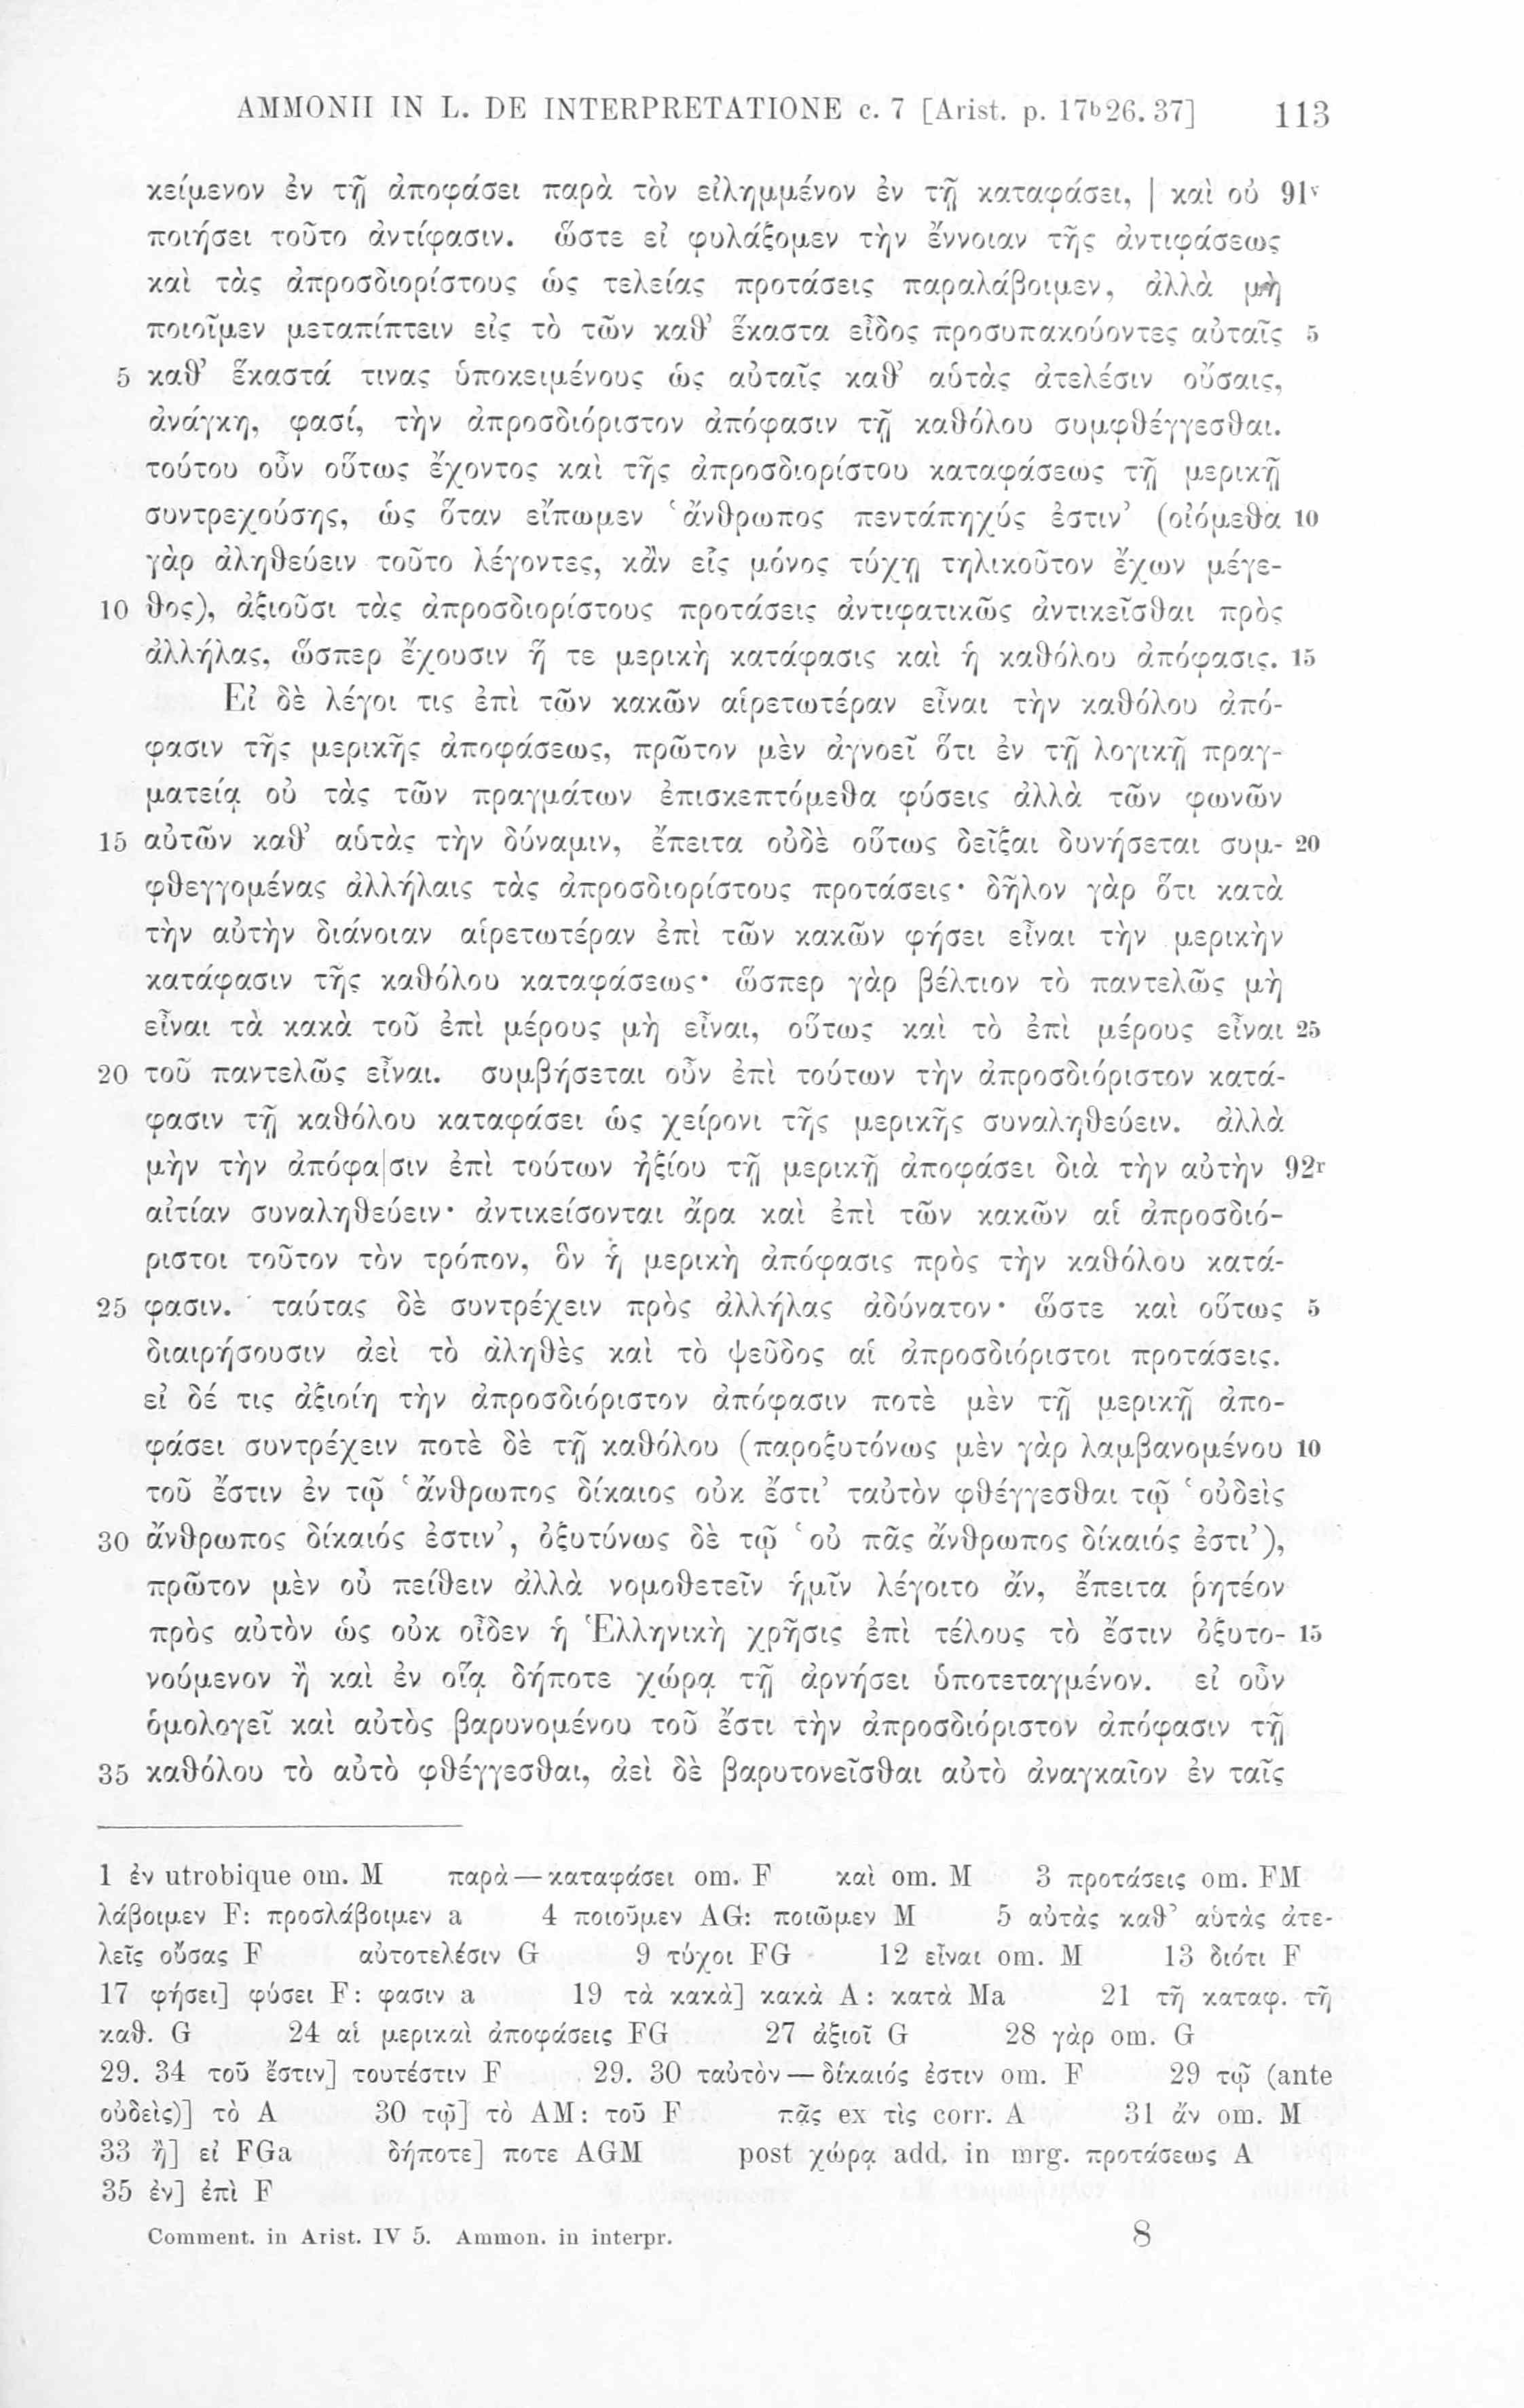 AMMONII IN L. DE INTERPRETATIONE c. 7 [Arist. p. 17b26. 37] 113
κείμενον ἐν τῇ ἀποφάσει παρὰ τὸν εἰλημμένον ἐν τῇ καταφάσει, | καὶ οὐ 91v
ποιήσει τοῦτο ἀντίφασιν. ὥστε εἰ φυλάξομεν τὴν ἔννοιαν τῆς ἀντιφάσεως
καὶ τὰς ἀπροσδιορίστους ὡς τελείας προτάσεις παραλάβοιμεν, ἀλλὰ μὴ
ποιοῖμεν μεταπίπτειν εἰς τὸ τῶν καθ’ ἕκαστα εἶδος προσυπακούοντες αὐταῖς 5
5 καθ’ ἕκαστά τινας ὑποκειμένους ὡς αὐταῖς καθ’ αὑτὰς ἀτελέσιν οὔσαις,
ἀνάγκη, φασί, τὴν ἀπροσδιόριστον ἀπόφασιν τῇ καθόλου συμφθέγγεσθαι.
τούτου οὖν οὕτως ἔχοντος καὶ τῆς ἀπροσδιορίστου καταφάσεως τῇ μερικῇ
συντρεχούσης, ὡς ὅταν εἴπωμεν ‘ἄνθρωπος πεντάπηχύς ἐστιν’ (οἰόμεθα 10
γὰρ ἀληθεύειν τοῦτο λέγοντες, κἂν εἷς μόνος τύχῃ τηλικοῦτον ἔχων μέγε-
10 θος), ἀξιοῦσι τὰς ἀπροσδιορίστους προτάσεις ἀντιφατικῶς ἀντικεῖσθαι πρὸς
ἀλλήλας, ὥσπερ ἔχουσιν ἥ τε μερικὴ κατάφασις καὶ ἡ καθόλου ἀπόφασις. 15
Εἰ δὲ λέγοι τις ἐπὶ τῶν κακῶν αἱρετωτέραν εἶναι τὴν καθόλου ἀπό-
φασιν τῆς μερικῆς ἀποφάσεως, πρῶτον μὲν ἀγνοεῖ ὅτι ἐν τῇ λογικῇ πραγ-
ματείᾳ οὐ τὰς τῶν πραγμάτων ἐπισκεπτόμεθα φύσεις ἀλλὰ τῶν φωνῶν
15 αὐτῶν καθ’ αὑτὰς τὴν δύναμιν, ἔπειτα οὐδὲ οὕτως δεῖξαι δυνήσεται συμ- 20
φθεγγομένας ἀλλήλαις τὰς ἀπροσδιορίστους προτάσεις· δῆλον γὰρ ὅτι κατὰ
τὴν αὐτὴν διάνοιαν αἱρετωτέραν ἐπὶ τῶν κακῶν φήσει εἶναι τὴν μερικὴν
κατάφασιν τῆς καθόλου καταφάσεως· ὥσπερ γὰρ βέλτιον τὸ παντελῶς μὴ
εἶναι τὰ κακὰ τοῦ ἐπὶ μέρους μὴ εἶναι, οὕτως καὶ τὸ ἐπὶ μέρους εἶναι 25
20 τοῦ παντελῶς εἶναι. συμβήσεται οὖν ἐπὶ τούτων τὴν ἀπροσδιόριστον κατά-
φασιν τῇ καθόλου καταφάσει ὡς χείρονι τῆς μερικῆς συναληθεύειν. ἀλλὰ
μὴν τὴν ἀπόφα|σιν ἐπὶ τούτων ἠξίου τῇ μερικῇ ἀποφάσει διὰ τὴν αὐτὴν 92r
αἰτίαν συναληθεύειν· ἀντικείσονται ἄρα καὶ ἐπὶ τῶν κακῶν αἱ ἀπροσδιό-
ριστοι τοῦτον τὸν τρόπον, ὃν ἡ μερικὴ ἀπόφασις πρὸς τὴν καθόλου κατά-
25 φασιν. ταύτας δὲ συντρέχειν πρὸς ἀλλήλας ἀδύνατον· ὥστε καὶ οὕτως 5
διαιρήσουσιν ἀεὶ τὸ ἀληθὲς καὶ τὸ ψεῦδος αἱ ἀπροσδιόριστοι προτάσεις.
εἰ δέ τις ἀξιοίη τὴν ἀπροσδιόριστον ἀπόφασιν ποτὲ μὲν τῇ μερικῇ ἀπο-
φάσει συντρέχειν ποτὲ δὲ τῇ καθόλου (παροξυτόνως μὲν γὰρ λαμβανομένου 10
τοῦ ἔστιν ἐν τῷ ‘ἄνθρωπος δίκαιος οὐκ ἔστι’ ταὐτὸν φθέγγεσθαι τῷ ‘οὐδεὶς
30 ἄνθρωπος δίκαιός ἐστιν’, ὀξυτόνως δὲ τῷ ‘οὐ πᾶς ἄνθρωπος δίκαιός ἐστι’),
πρῶτον μὲν οὐ πείθειν ἀλλὰ νομοθετεῖν ἡμῖν λέγοιτο ἄν, ἔπειτα ῥητέον
πρὸς αὐτὸν ὡς οὐκ οἶδεν ἡ Ἑλληνικὴ χρῆσις ἐπὶ τέλους τὸ ἔστιν ὀξυτο- 15
νούμενον ἢ καὶ ἐν οἵᾳ δήποτε χώρᾳ τῇ ἀρνήσει ὑποτεταγμένον. εἰ οὖν
ὁμολογεῖ καὶ αὐτὸς βαρυνομένου τοῦ ἔστι τὴν ἀπροσδιόριστον ἀπόφασιν τῇ
35 καθόλου τὸ αὐτὸ φθέγγεσθαι, ἀεὶ δὲ βαρυτονεῖσθαι αὐτὸ ἀναγκαῖον ἐν ταῖς
1 ἐν utrobique om. M παρὰ — καταφάσει om. F καὶ om. M 3 προτάσεις om. FM
λάβοιμεν F: προσλάβοιμεν a 4 ποιοῦμεν AG: ποιῶμεν M 5 αὐτὰς καθ’ αὑτὰς ἀτε-
λεῖς οὔσας F αὐτοτελέσιν G 9 τύχοι FG 12 εἶναι om. M 13 διότι F
17 φήσει] φύσει F: φασιν a 19 τὰ κακὰ] κακὰ A: κατὰ Ma 21 τῇ καταφ. τῇ
καθ. G 24 αἱ μερικαὶ ἀποφάσεις FG 27 ἀξιοῖ G 28 γὰρ om. G
29. 34 τοῦ ἔστιν] τουτέστιν F 29. 30 ταὐτὸν — δίκαιός ἐστιν om. F 29 τῷ (ante
οὐδεὶς)] τὸ A 30 τῷ] τὸ AM: τοῦ F πᾶς ex τὶς corr. A 31 ἄν om. M
33 ἢ] εἰ FGa δήποτε] ποτε AGM post χώρᾳ add. in mrg. προτάσεως A
35 ἐν] ἐπὶ F
Comment. in Arist. IV 5. Ammon. in interpr. 8